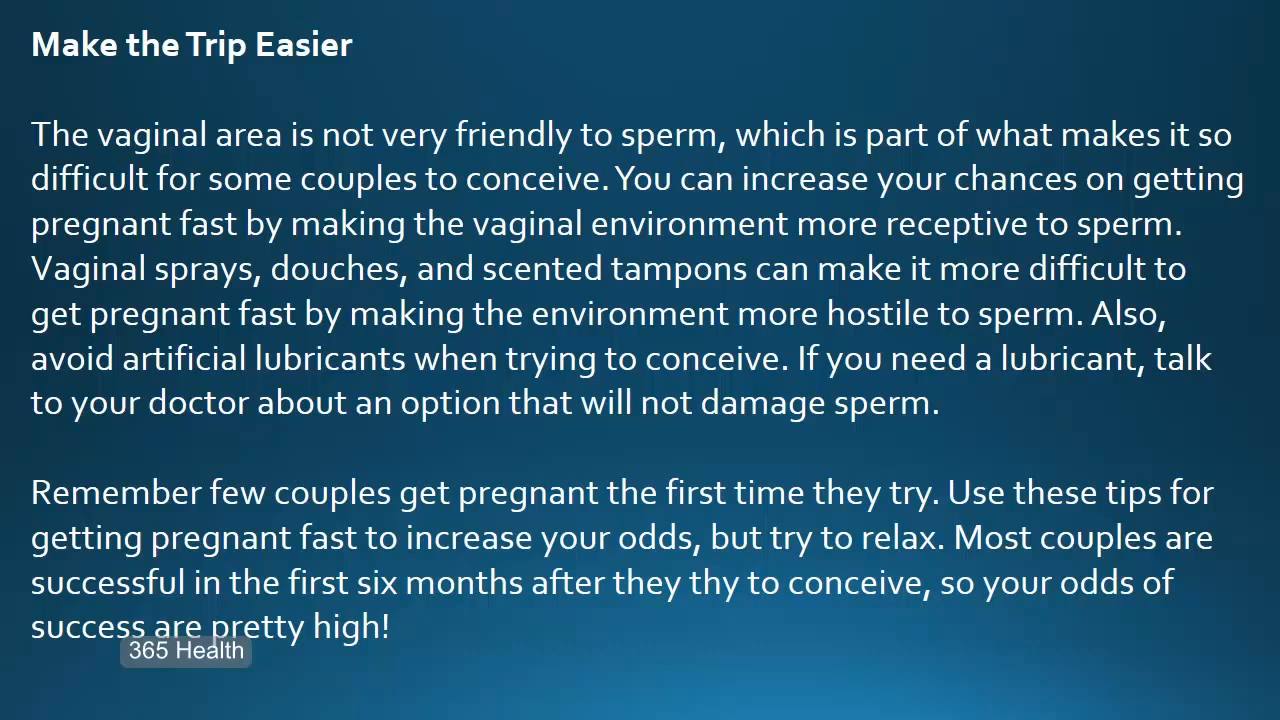 Make the Trip Easier
The vaginal area is not very friendly to sperm, which is part of what makes it so
difficult for some couples to conceive. You can increase your chances on getting
pregnant fast by making the vaginal environment more receptive to sperm.
Vaginal sprays, douches, and scented tampons can make it more difficult to
get pregnant fast by making the environment more hostile to sperm. Also,
avoid artificial lubricants when trying to conceive. If you need a lubricant, talk
to your doctor about an option that will not damage sperm.
Remember few couples get pregnant the first time they try. Use these tips for
getting pregnant fast to increase your odds, but try to relax. Most couples are
successful in the first six months after they thy to conceive, so your odds of
success are pretty high!
365 Health